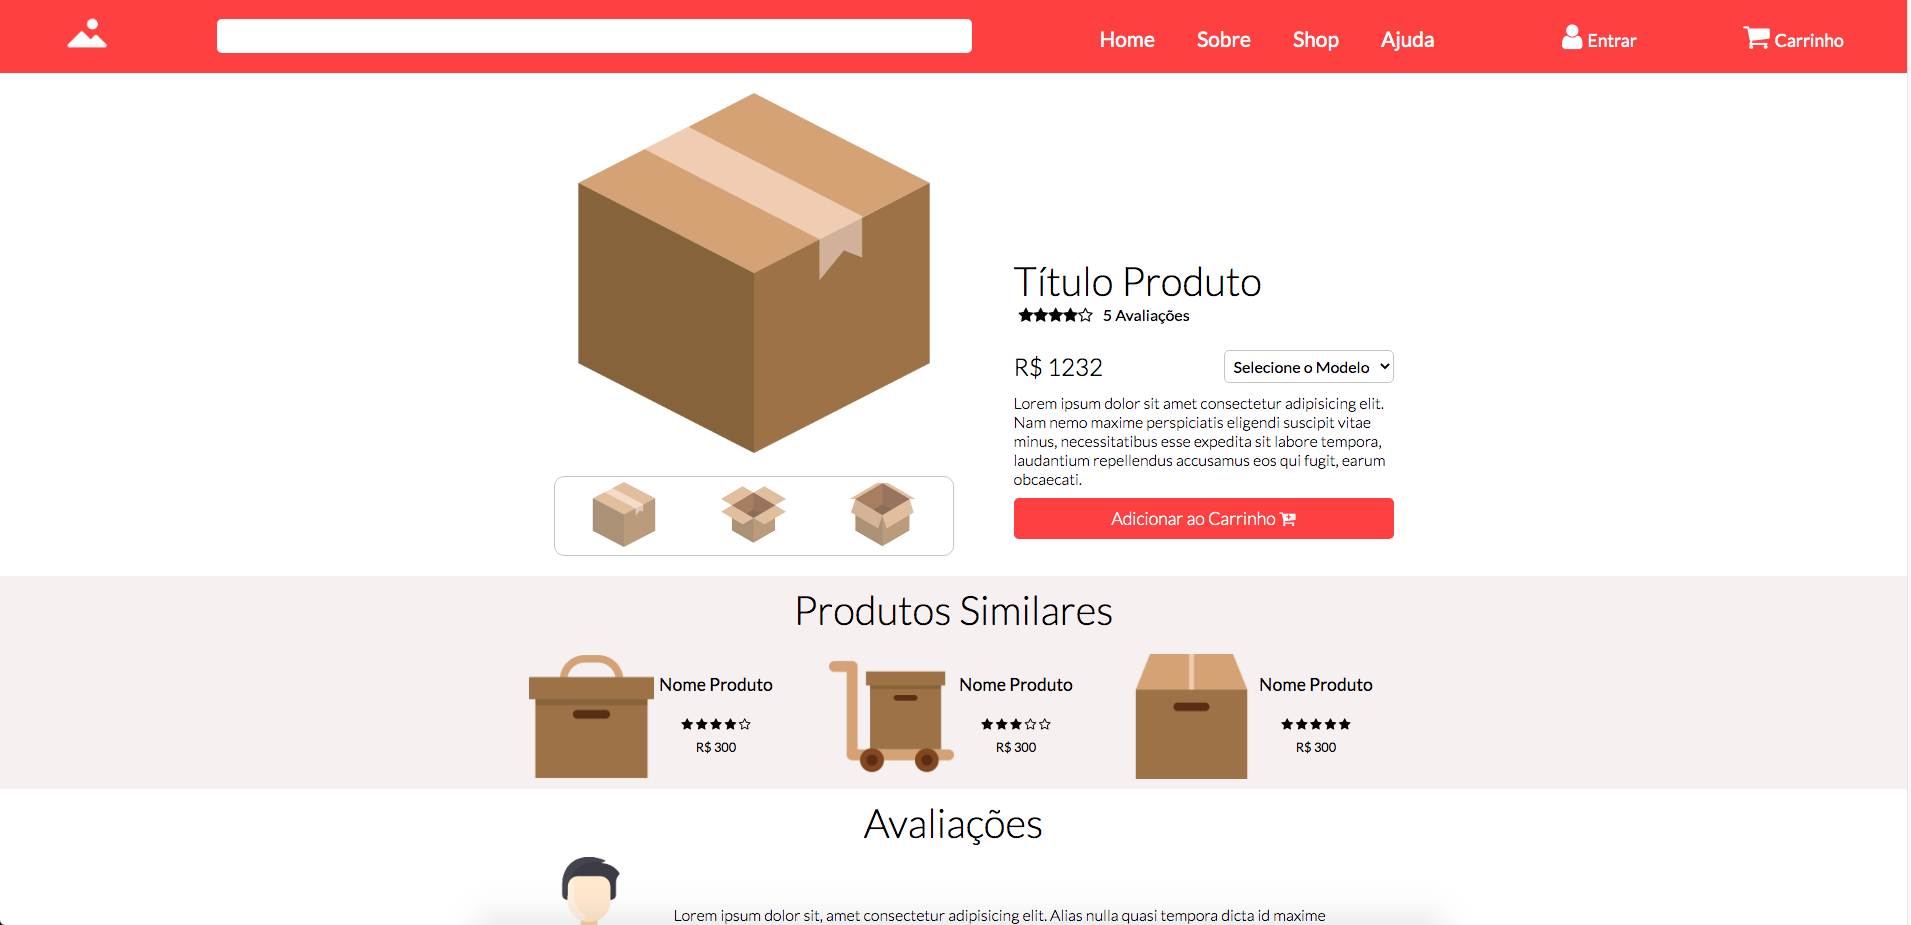 Home Sobre Shop Ajuda Entrar Carrinho
Título Produto
5 Avaliações
R$ 1232 Selecione o Modelo
Lorem ipsum dolor sit amet consectetur adipisicing elit.
Nam nemo maxime perspiciatis eligendi suscipit vitae
minus, necessitatibus esse expedita sit labore tempora,
laudantium repellendus accusamus eos qui fugit, earum
obcaecati.
Adicionar ao Carrinho
Produtos Similares
Nome Produto
R$ 300
Nome Produto
R$ 300
Nome Produto
R$ 300
Avaliações
Lorem ipsum dolor sit, amet consectetur adipisicing elit. Alias nulla quasi tempora dicta id maxime